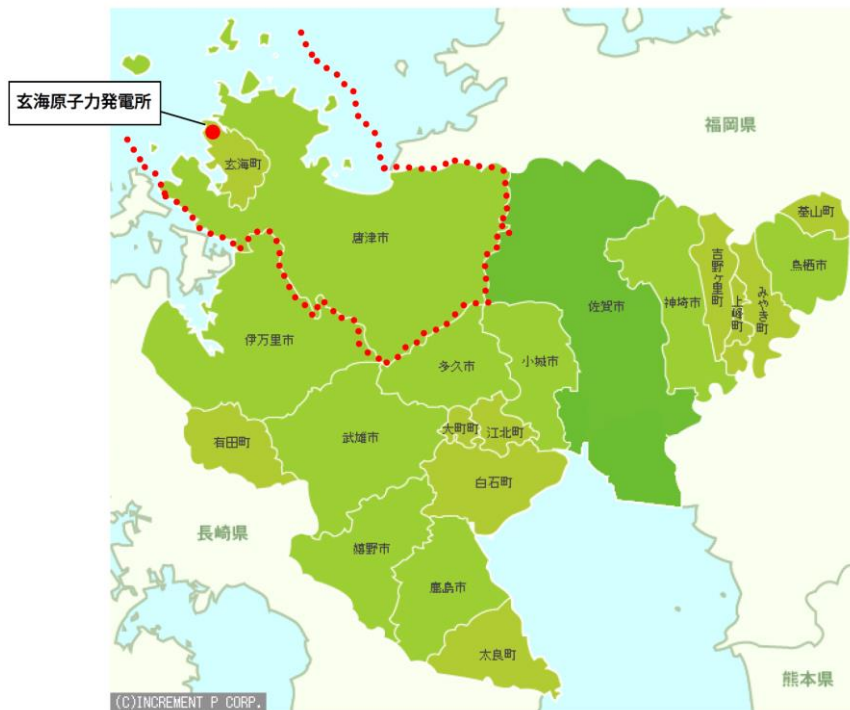 玄海原子力発電所
福岡県
玄海町
基山町
唐津市
鳥栖市
吉野ヶ里町
みやき町
上峰町
神埼市
佐賀市
伊万里市
多久市
小城市
有田町
武雄市
大町町
江北町
白石町
長崎県
嬉野市
鹿島市
太良町
熊本県
(C)INCREMENT P CORP.